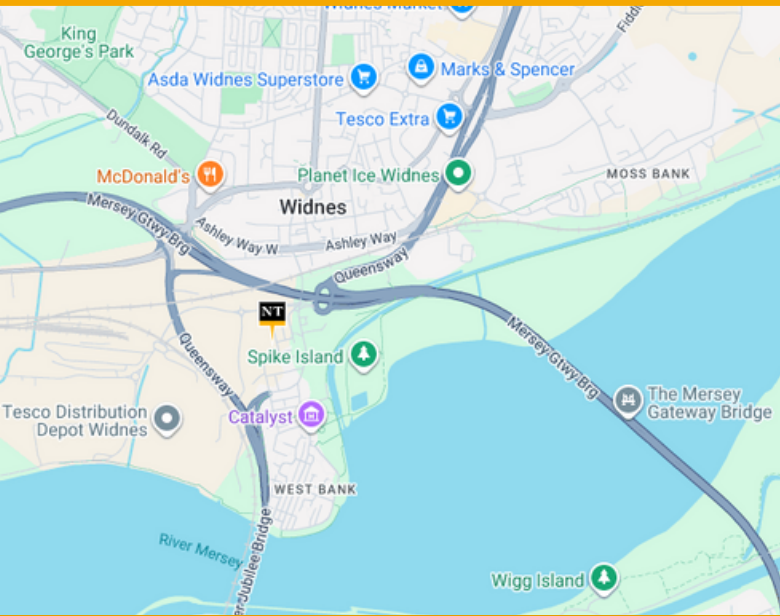 Widnes Market
King
George's Park
Asda Widnes Superstore
Marks & Spencer
Tesco Extra
Dundalk Rd
McDonald's
Planet Ice Widnes
MOSS BANK
Mersey Gtwy Brg
Widnes
Ashley Way W
Ashley Way
Queensway
NT
Mersey Gtwy Brg
Spike Island
Queensway
The Mersey
Gateway Bridge
Tesco Distribution
Depot Widnes
Catalyst
WEST BANK
River Mersey
Jubilee Bridge
Wigg Island